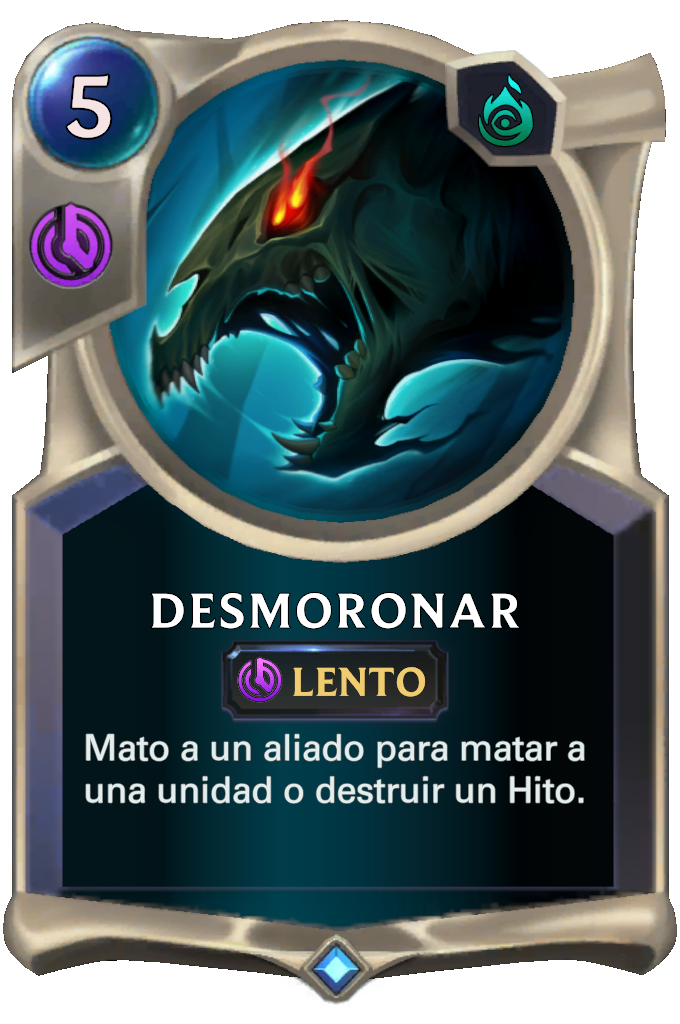 5
DESMORONAR
LENTO
Mato a un aliado para matar a
una unidad o destruir un Hito.